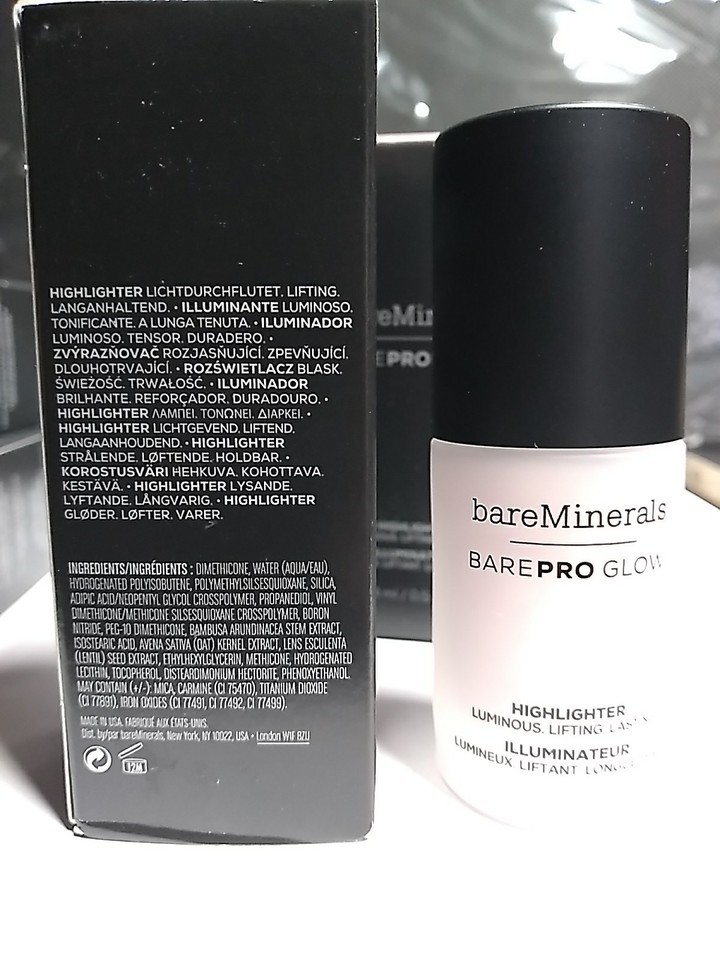 HIGHLIGHTER LICHTDURCHFLUTET. LIFTING.
LANGANHALTEND. • ILLUMINANTE LUMINOSO.
TONIFICANTE. A LUNGA TENUTA. • ILUMINADOR
LUMINOSO. TENSOR. DURADERO. •
ZVÝRAZŇOVAČ ROZJASŇUJÍCÍ. ZPEVŇUJÍCÍ.
DLOUHOTRVAJÍCÍ. • ROZŚWIETLACZ BLASK.
ŚWIEŻOŚĆ. TRWAŁOŚĆ. • ILUMINADOR
BRILHANTE. REFORÇADOR. DURADOURO. •
HIGHLIGHTER ΛΑΜΠΕΙ. ΤΟΝΩΝΕΙ. ΔΙΑΡΚΕΙ. •
HIGHLIGHTER LICHTGEVEND. LIFTEND.
LANGAANHOUDEND. • HIGHLIGHTER
STRÅLENDE. LØFTENDE. HOLDBAR. •
KOROSTUSVÄRI HEHKUVA. KOHOTTAVA.
KESTÄVÄ. • HIGHLIGHTER LYSANDE.
LYFTANDE. LÅNGVARIG. • HIGHLIGHTER
GLØDER. LØFTER. VARER.
INGREDIENTS/INGRÉDIENTS : DIMETHICONE, WATER (AQUA/EAU),
HYDROGENATED POLYISOBUTENE, POLYMETHYLSILSESQUIOXANE, SILICA,
ADIPIC ACID/NEOPENTYL GLYCOL CROSSPOLYMER, PROPANEDIOL, VINYL
DIMETHICONE/METHICONE SILSESQUIOXANE CROSSPOLYMER, BORON
NITRIDE, PEG-10 DIMETHICONE, BAMBUSA ARUNDINACEA STEM EXTRACT,
ISOSTEARIC ACID, AVENA SATIVA (OAT) KERNEL EXTRACT, LENS ESCULENTA
(LENTIL) SEED EXTRACT, ETHYLHEXYLGLYCERIN, METHICONE, HYDROGENATED
LECITHIN, TOCOPHEROL, DISTEARDIMONIUM HECTORITE, PHENOXYETHANOL.
MAY CONTAIN (+/-): MICA, CARMINE (CI 75470), TITANIUM DIOXIDE
(CI 77891), IRON OXIDES (CI 77491, CI 77492, CI 77499).
MADE IN USA. FABRIQUÉ AUX ÉTATS-UNIS.
Dist. by/par bareMinerals, New York, NY, 10022, USA • London W1F 8ZU
12M
bareMinerals
BAREPRO GLOW
HIGHLIGHTER
LUMINOUS. LIFTING.
ILLUMINATEUR
LUMINEUX LIFTANT